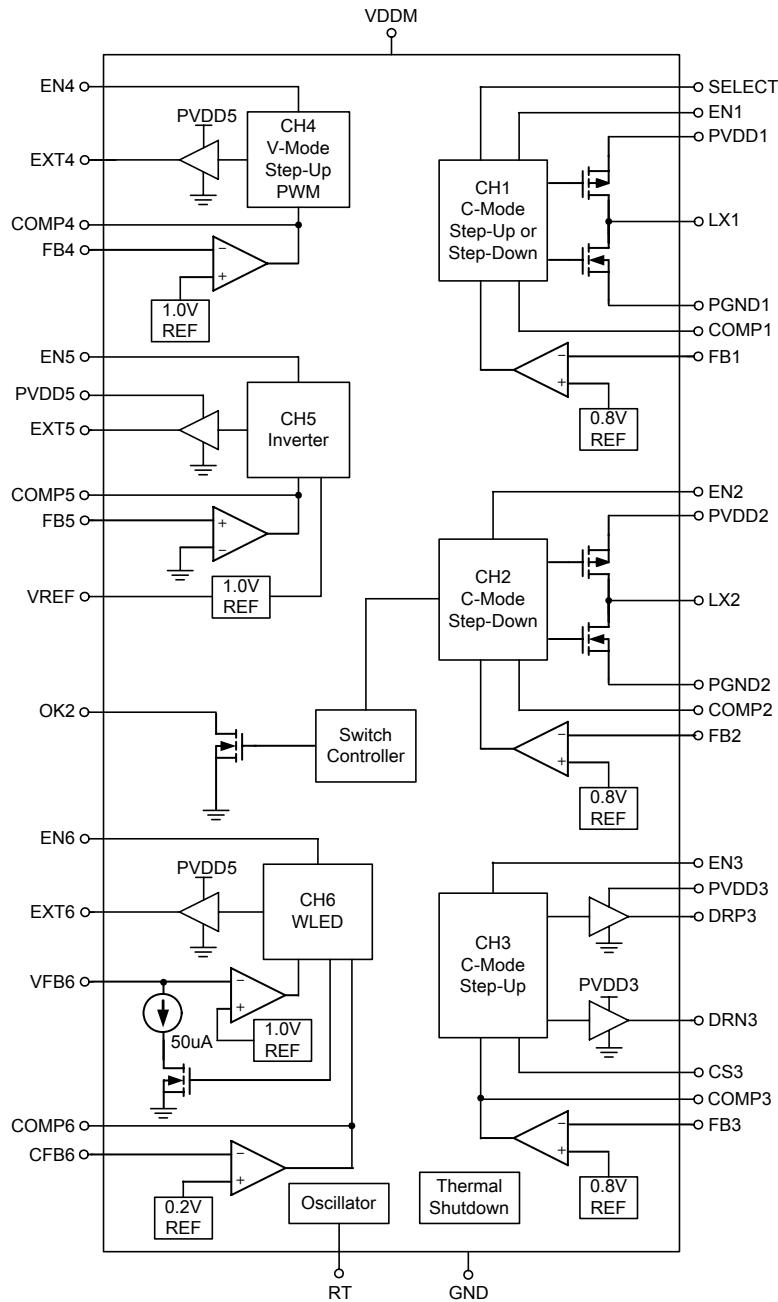 VDDM
EN4
PVDD5
EXT4
CH4
V-Mode
Step-Up
PWM
COMP4
FB4
−
+
1.0V
REF
EN5
PVDD5
EXT5
CH5
Inverter
COMP5
FB5
+
−
VREF
1.0V
REF
OK2
Switch
Controller
EN6
PVDD5
EXT6
CH6
WLED
VFB6
−
+
50uA
1.0V
REF
COMP6
CFB6
−
+
0.2V
REF
Oscillator
RT
SELECT
EN1
PVDD1
CH1
C-Mode
Step-Up or
Step-Down
LX1
PGND1
COMP1
FB1
−
+
0.8V
REF
EN2
PVDD2
CH2
C-Mode
Step-Down
LX2
PGND2
COMP2
FB2
−
+
0.8V
REF
EN3
PVDD3
DRP3
CH3
C-Mode
Step-Up
PVDD3
DRN3
CS3
COMP3
FB3
−
+
0.8V
REF
Thermal
Shutdown
GND